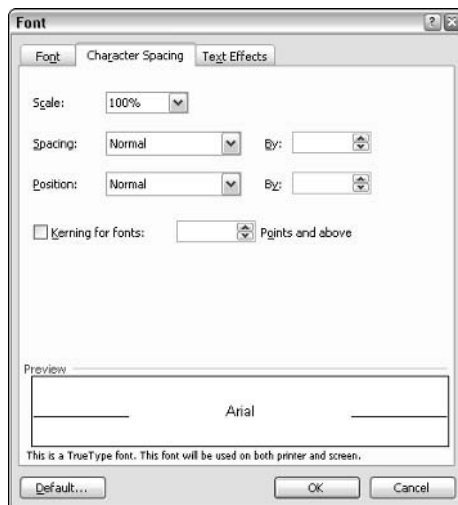 Font
Font Character Spacing Text Effects
Scale: 100%
Spacing: Normal By:
Position: Normal By:
Kerning for fonts: Points and above
Preview
Arial
This is a TrueType font. This font will be used on both printer and screen.
Default... OK Cancel